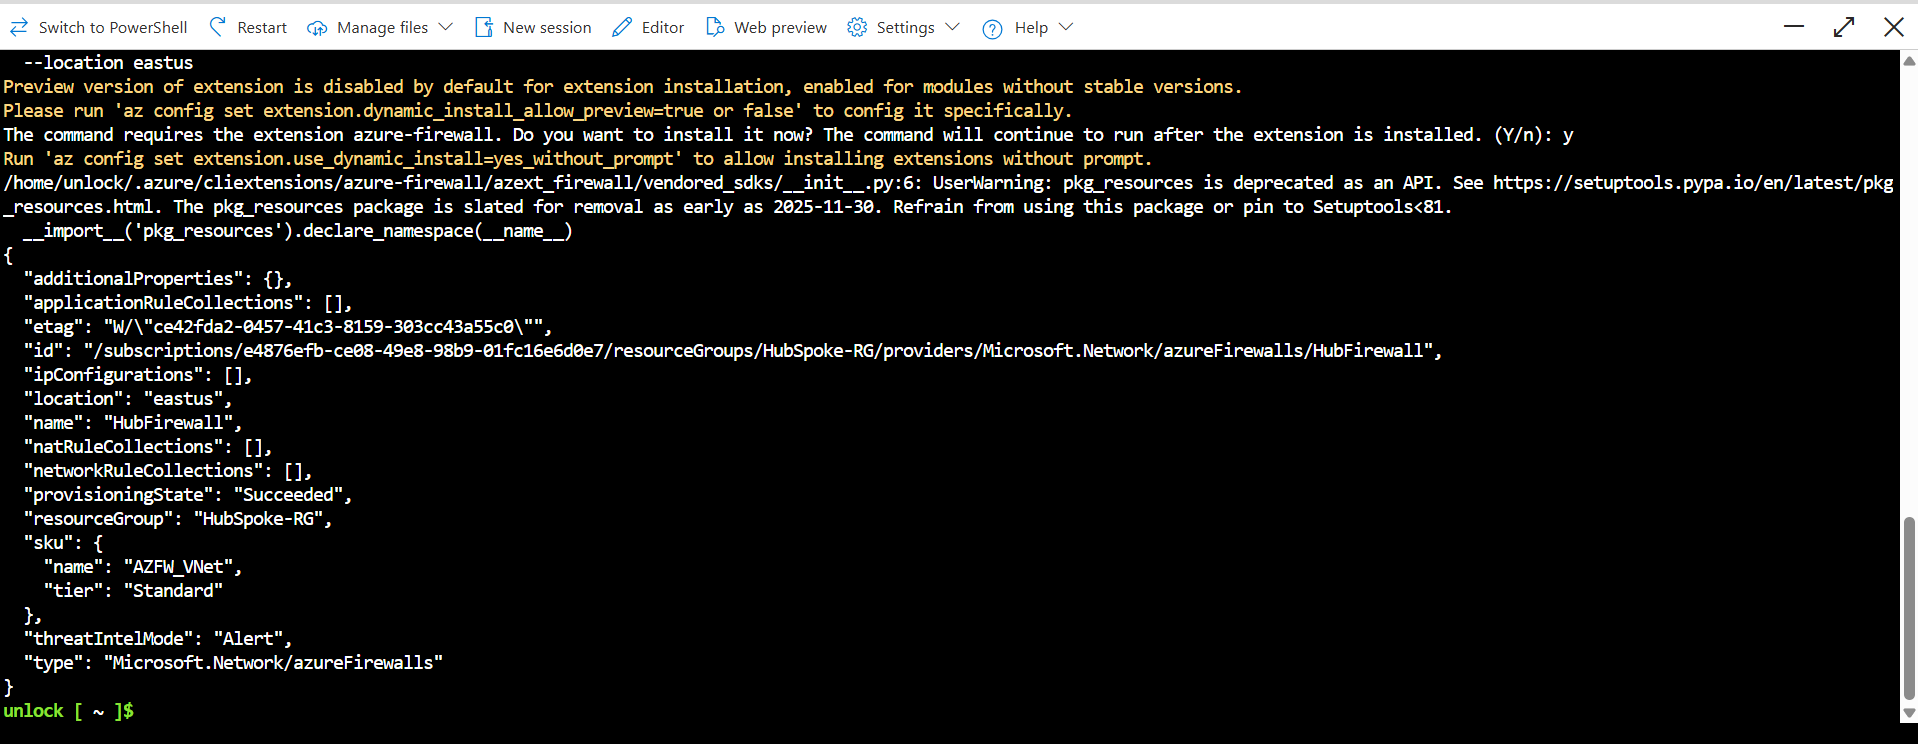 Switch to PowerShell Restart Manage files New session Editor Web preview Settings Help
  --location eastus
Preview version of extension is disabled by default for extension installation, enabled for modules without stable versions.
Please run 'az config set extension.dynamic_install_allow_preview=true or false' to config it specifically.
The command requires the extension azure-firewall. Do you want to install it now? The command will continue to run after the extension is installed. (Y/n): y
Run 'az config set extension.use_dynamic_install=yes_without_prompt' to allow installing extensions without prompt.
/home/unlock/.azure/cliextensions/azure-firewall/azext_firewall/vendored_sdks/__init__.py:6: UserWarning: pkg_resources is deprecated as an API. See https://setuptools.pypa.io/en/latest/pkg
_resources.html. The pkg_resources package is slated for removal as early as 2025-11-30. Refrain from using this package or pin to Setuptools<81.
  __import__('pkg_resources').declare_namespace(__name__)
{
  "additionalProperties": {},
  "applicationRuleCollections": [],
  "etag": "W/\"ce42fda2-0457-41c3-8159-303cc43a55c0\"",
  "id": "/subscriptions/e4876efb-ce08-49e8-98b9-01fc16e6d0e7/resourceGroups/HubSpoke-RG/providers/Microsoft.Network/azureFirewalls/HubFirewall",
  "ipConfigurations": [],
  "location": "eastus",
  "name": "HubFirewall",
  "natRuleCollections": [],
  "networkRuleCollections": [],
  "provisioningState": "Succeeded",
  "resourceGroup": "HubSpoke-RG",
  "sku": {
    "name": "AZFW_VNet",
    "tier": "Standard"
  },
  "threatIntelMode": "Alert",
  "type": "Microsoft.Network/azureFirewalls"
}
unlock [ ~ ]$